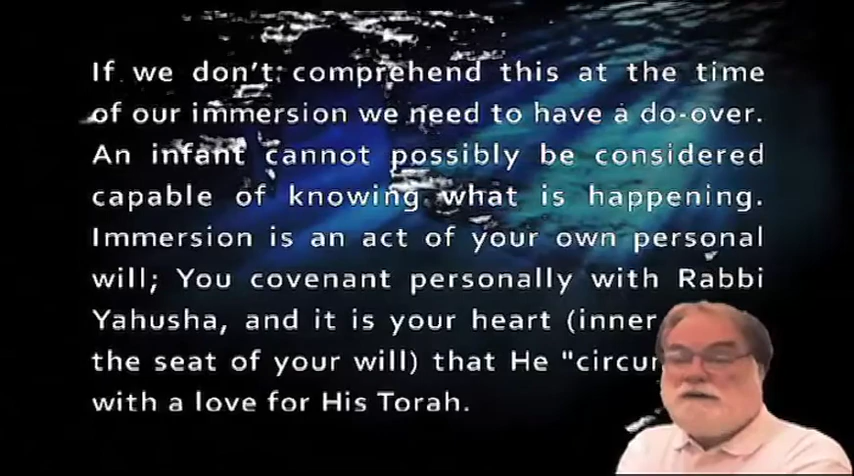 If we don't comprehend this at the time
of our immersion we need to have a do-over.
An infant cannot possibly be considered
capable of knowing what is happening.
Immersion is an act of your own personal
will; You covenant personally with Rabbi
Yahusha, and it is your heart (inner
the seat of your will) that He
with a love for His Torah.